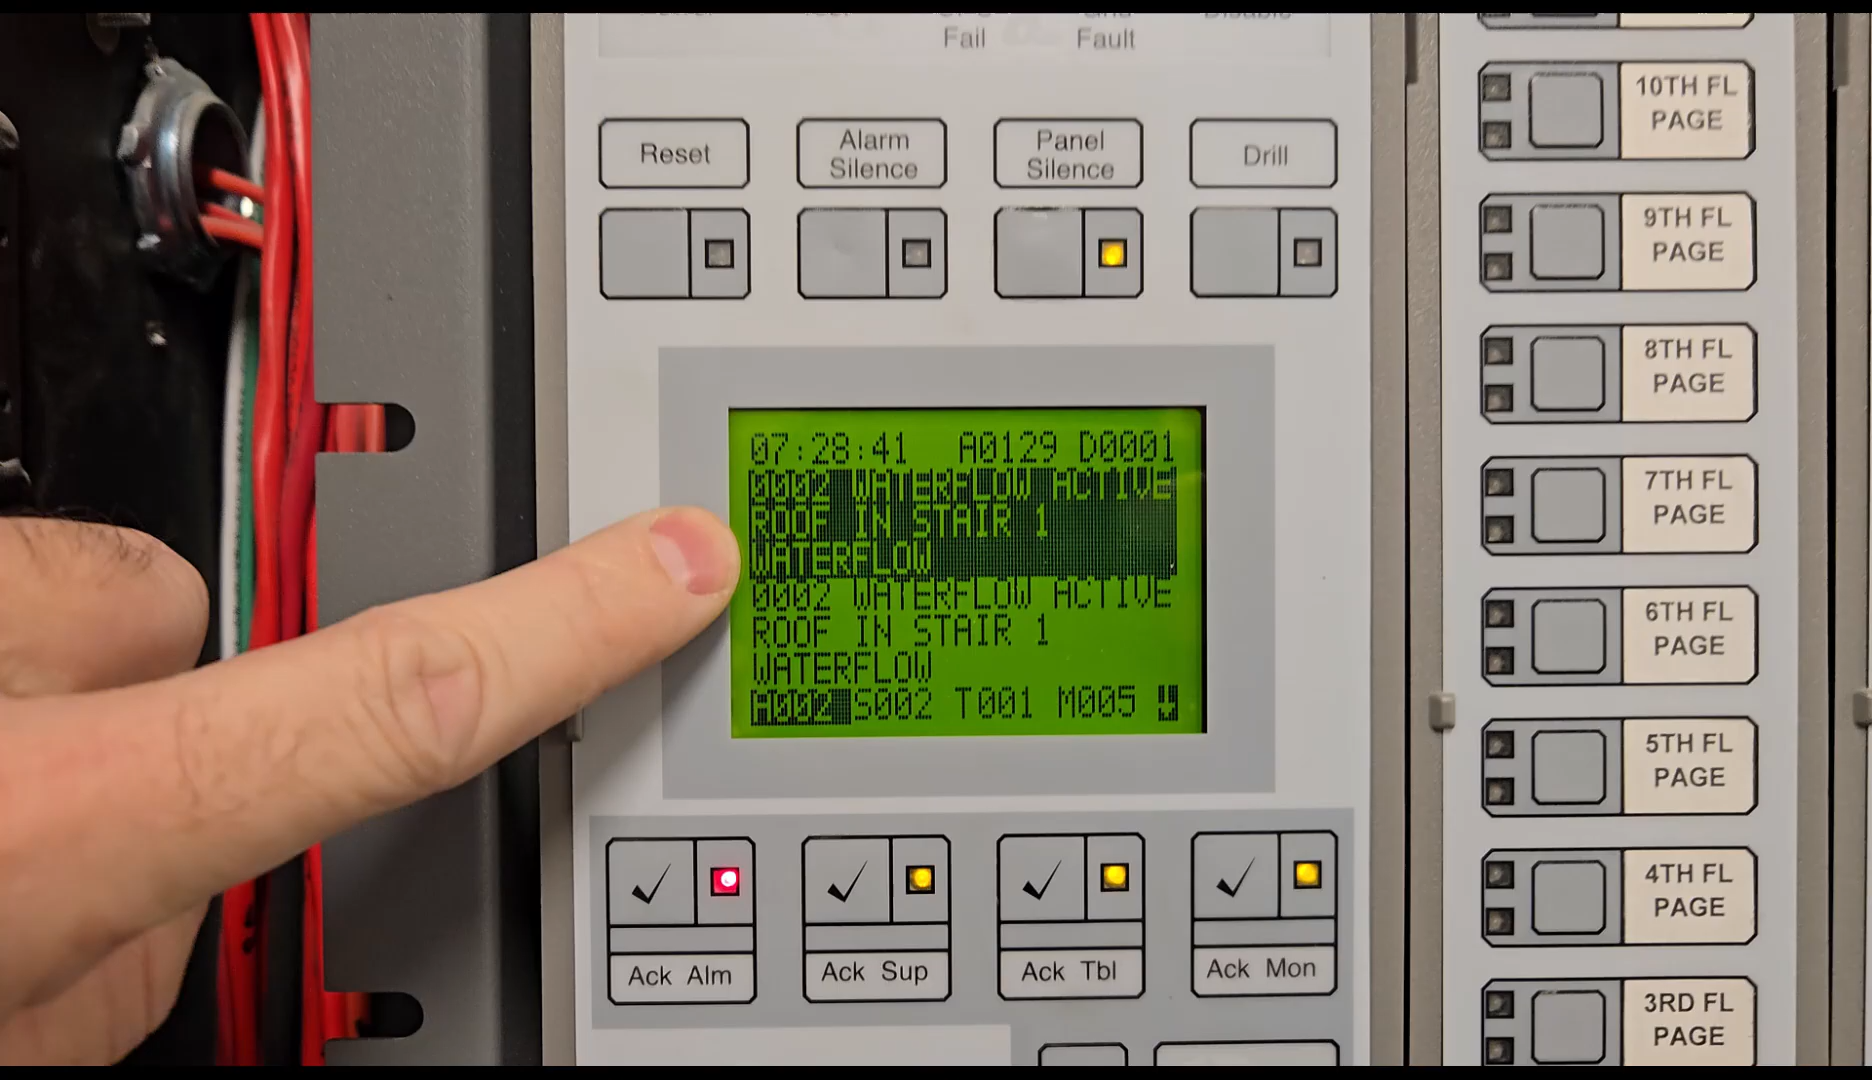 Fail
Gnd
Fault
Disable
Reset
Alarm
Silence
Panel
Silence
Drill
07:28:41 A0129 D0001
0002 WATERFLOW ACTIVE
ROOF IN STAIR 1
WATERFLOW
0002 WATERFLOW ACTIVE
ROOF IN STAIR 1
WATERFLOW
A002 S002 T001 M005
Ack Alm
Ack Sup
Ack Tbl
Ack Mon
10TH FL
PAGE
9TH FL
PAGE
8TH FL
PAGE
7TH FL
PAGE
6TH FL
PAGE
5TH FL
PAGE
4TH FL
PAGE
3RD FL
PAGE